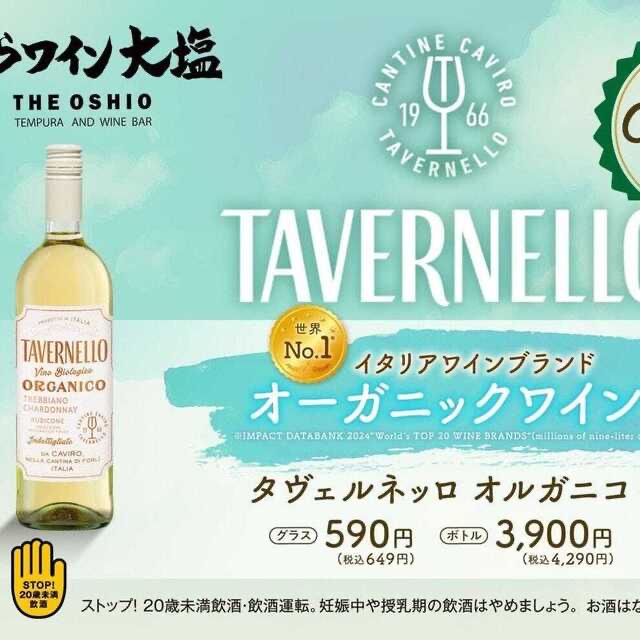 らワイン大塩
THE OSHIO
TEMPURA AND WINE BAR
CANTINE CAVIRO
19 66
TAVERNELLO
TAVERNELLO
世界
No.1※
イタリアワインブランド
オーガニックワイン
※IMPACT DATABANK 2024"World's TOP 20 WINE BRANDS"(millions of nine-liter
タヴェルネッロ オルガニコ
グラス 590円 ボトル 3,900円
(税込649円) (税込4,290円)
PRODOTTO IN ITALIA
TAVERNELLO
Vino Biologico
ORGANICO
TREBBIANO
CHARDONNAY
RUBICONE
Imbottigliato
DA CAVIRO,
NELLA CANTINA DI FORLÌ
ITALIA
STOP!
20歳未満
飲酒
ストップ! 20歳未満飲酒・飲酒運転。妊娠中や授乳期の飲酒はやめましょう。 お酒はな